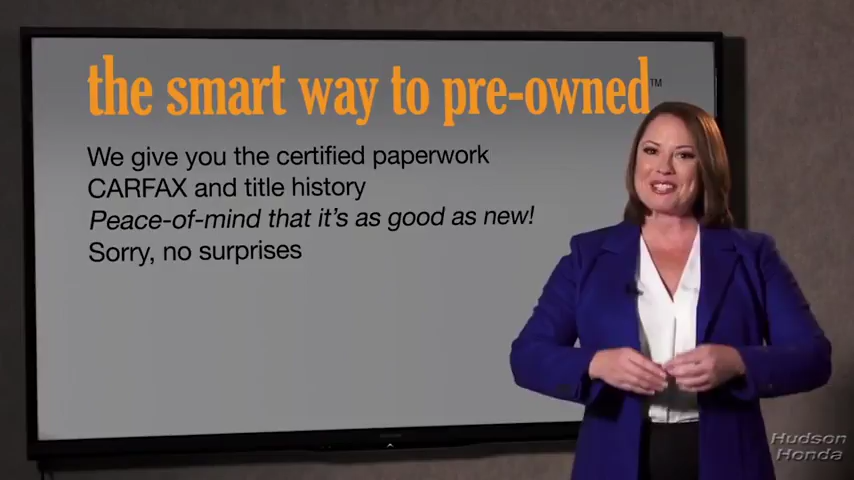 the smart way to pre-owned™
We give you the certified paperwork
CARFAX and title history
Peace-of-mind that it's as good as new!
Sorry, no surprises
Hudson
Honda